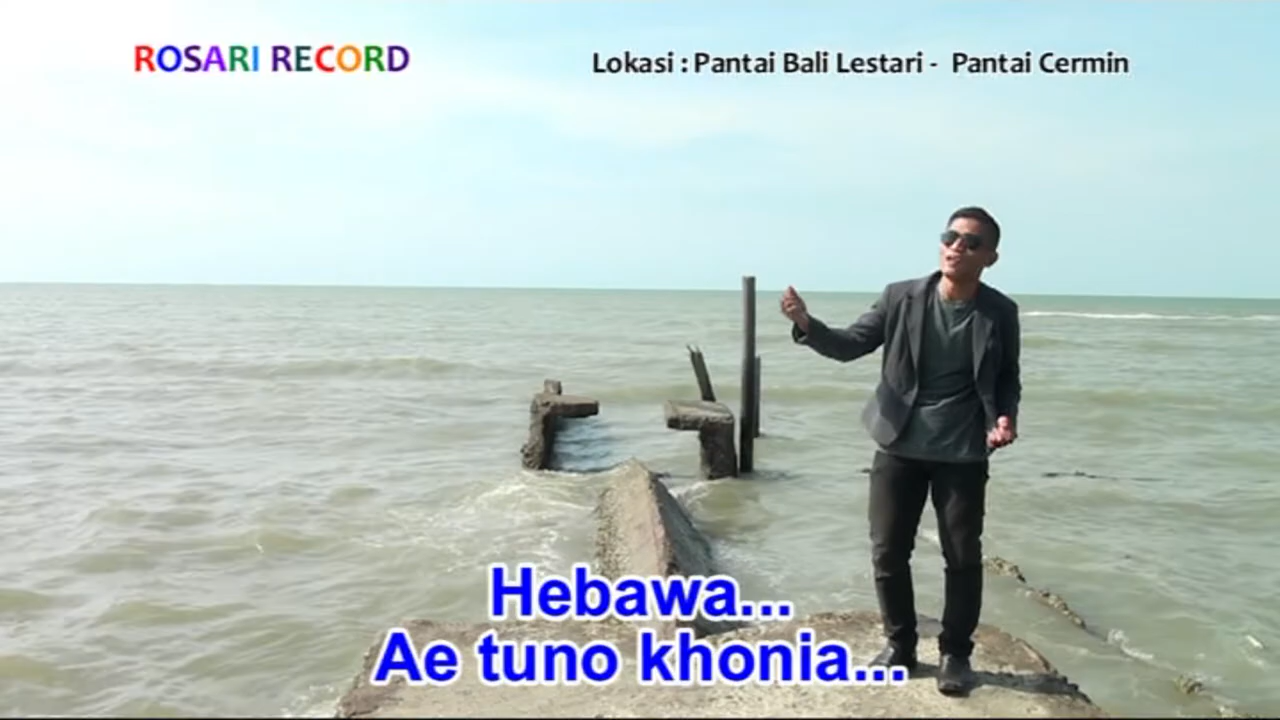 ROSARI RECORD
Lokasi : Pantai Bali Lestari - Pantai Cermin
Hebawa...
Ae tuno khonia...